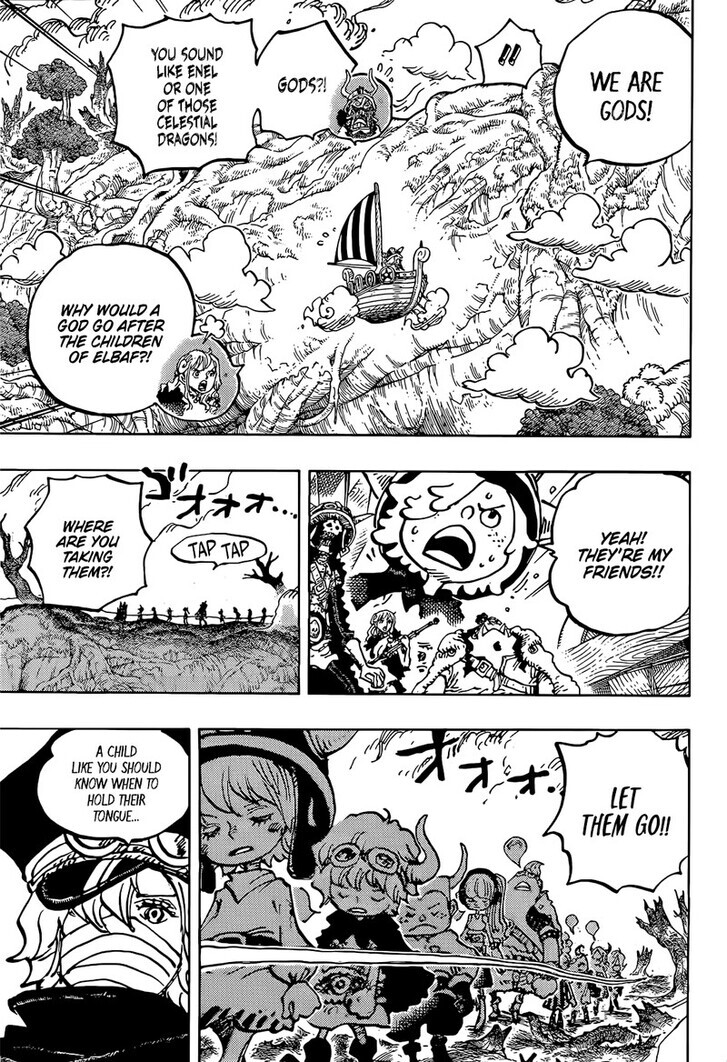 WE ARE
GODS!
!!
GODS?!
YOU SOUND
LIKE ENEL
OR ONE
OF THOSE
CELESTIAL
DRAGONS!
WHY WOULD A
GOD GO AFTER
THE CHILDREN
OF ELBAF?!
YEAH!
THEY'RE MY
FRIENDS!!
ゴオオオ…
TAP TAP
WHERE
ARE YOU
TAKING
THEM?!
LET
THEM GO!!
オオ…
A CHILD
LIKE YOU SHOULD
KNOW WHEN TO
HOLD THEIR
TONGUE...